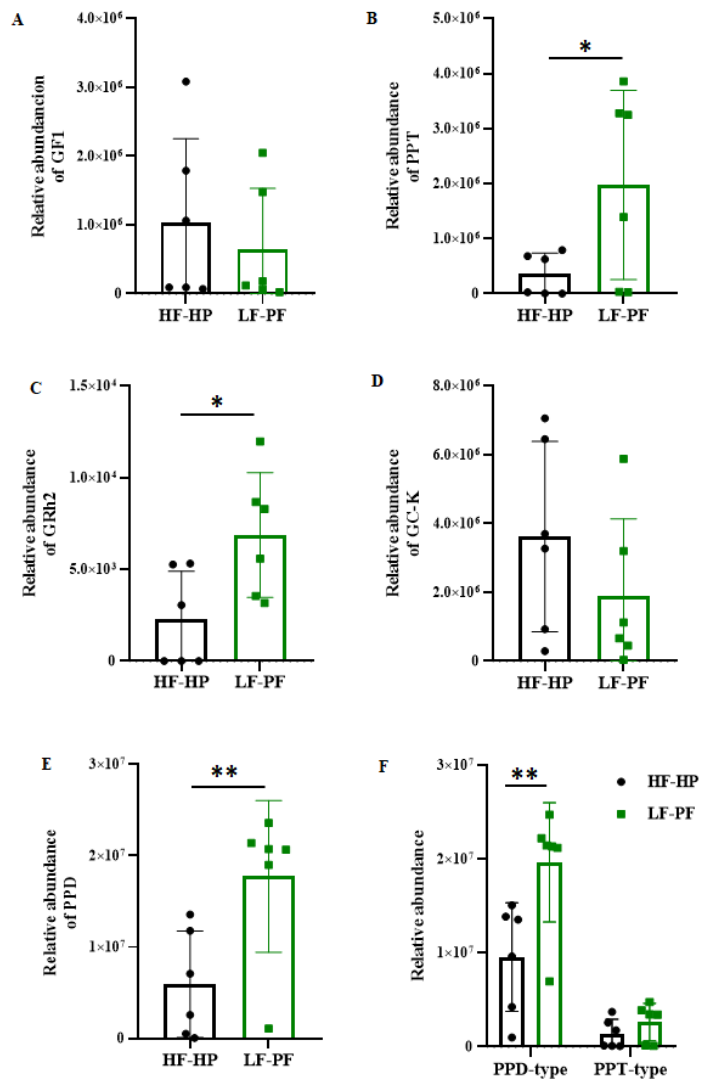 A
Relative abundancion
of GF1
4.0×10⁶
3.0×10⁶
2.0×10⁶
1.0×10⁶
0
HF-HP LF-PF
B
Relative abundance
of PPT
5.0×10⁶
4.0×10⁶
3.0×10⁶
2.0×10⁶
1.0×10⁶
0
*
HF-HP LF-PF
C
Relative abundance
of GRh2
1.5×10⁴
1.0×10⁴
5.0×10³
0
*
HF-HP LF-PF
D
Relative abundance
of GC-K
8.0×10⁶
6.0×10⁶
4.0×10⁶
2.0×10⁶
0
HF-HP LF-PF
E
Relative abundance
of PPD
3×10⁷
2×10⁷
1×10⁷
0
**
HF-HP LF-PF
F
Relative abundance
3×10⁷
2×10⁷
1×10⁷
0
**
HF-HP
LF-PF
PPD-type PPT-type